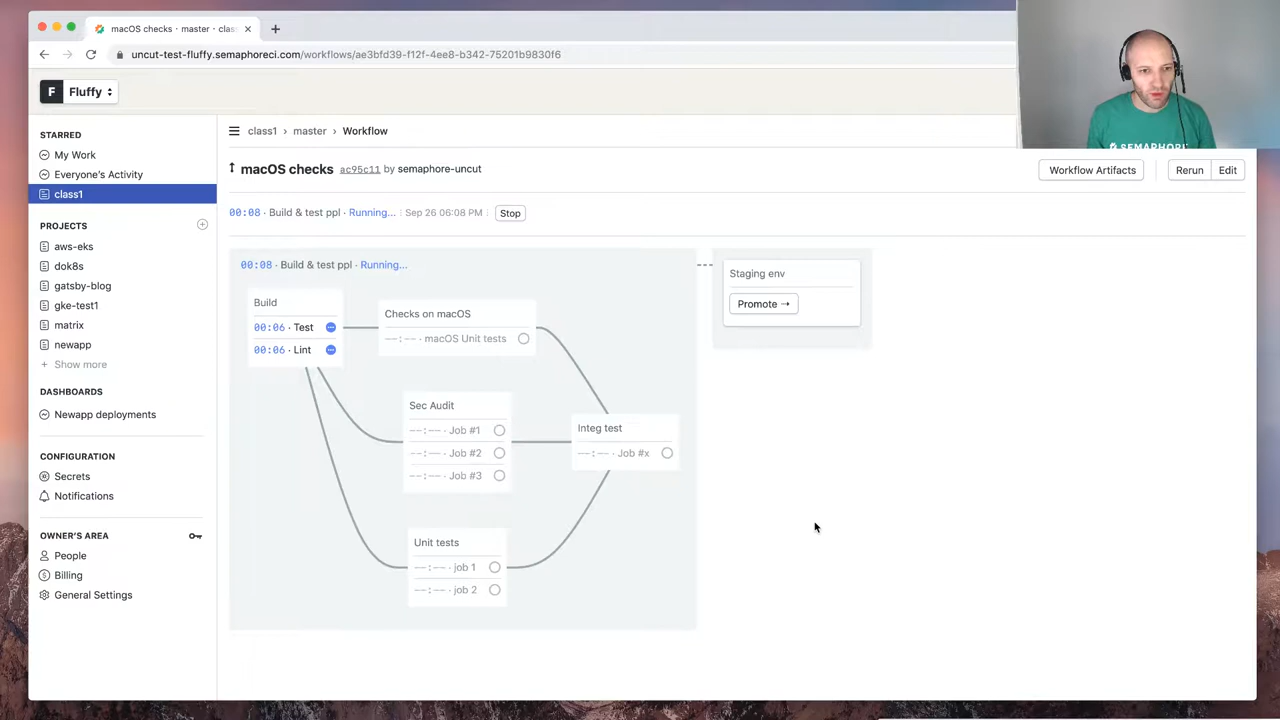 macOS checks · master · clas
uncut-test-fluffy.semaphoreci.com/workflows/ae3bfd39-f12f-4ee8-b342-75201b9830f6
F Fluffy
STARRED
My Work
Everyone's Activity
class1
PROJECTS
aws-eks
dok8s
gatsby-blog
gke-test1
matrix
newapp
+ Show more
DASHBOARDS
Newapp deployments
CONFIGURATION
Secrets
Notifications
OWNER'S AREA
People
Billing
General Settings
class1 › master › Workflow
macOS checks ac95c11 by semaphore-uncut
Workflow Artifacts
Rerun
Edit
00:08 · Build & test ppl · Running... Sep 26 06:08 PM
Stop
00:08 · Build & test ppl · Running...
Build
00:06 · Test
00:06 · Lint
Checks on macOS
--:-- · macOS Unit tests
Sec Audit
--:-- · Job #1
--:-- · Job #2
--:-- · Job #3
Unit tests
--:-- · job 1
--:-- · job 2
Integ test
--:-- · Job #x
Staging env
Promote →
SEMAPHORE